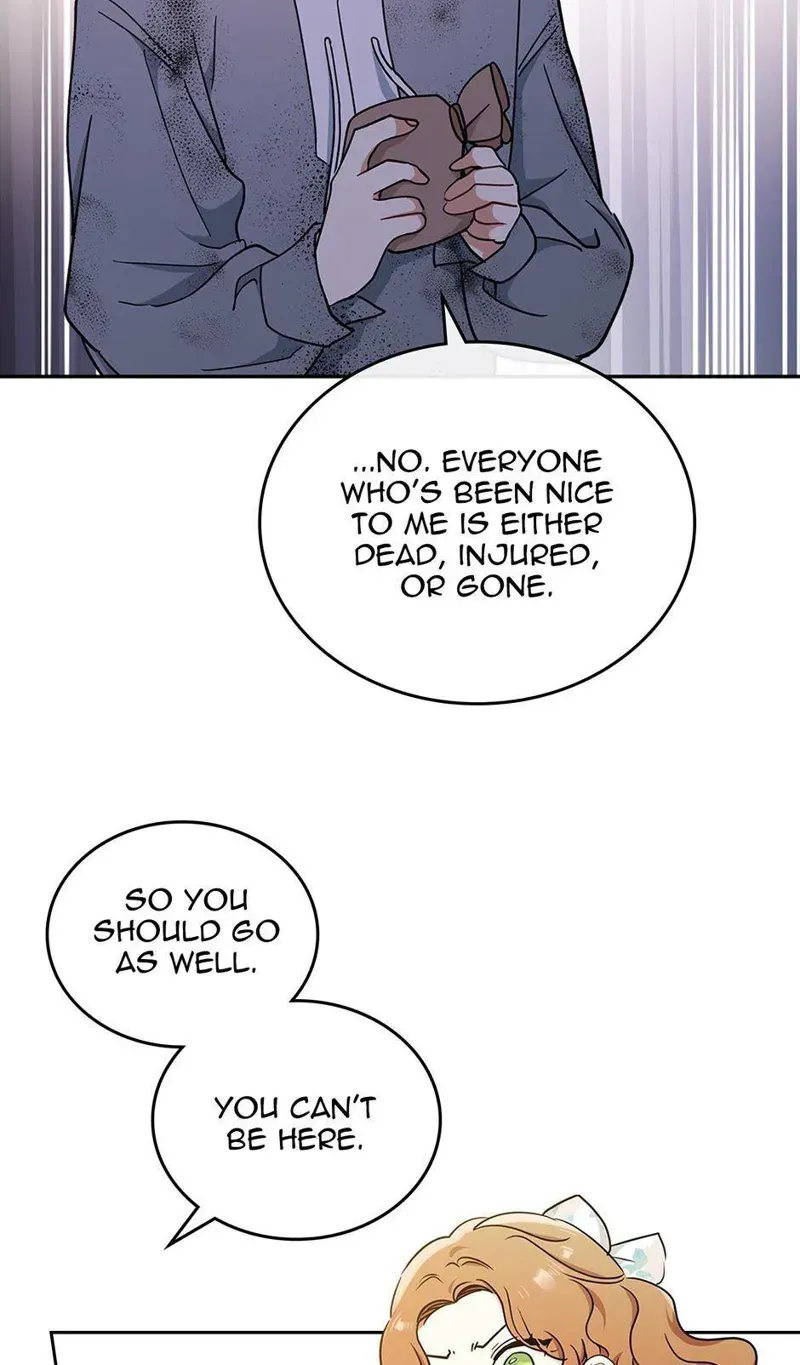 ...NO. EVERYONE
WHO'S BEEN NICE
TO ME IS EITHER
DEAD, INJURED,
OR GONE.
SO YOU
SHOULD GO
AS WELL.
YOU CAN'T
BE HERE.